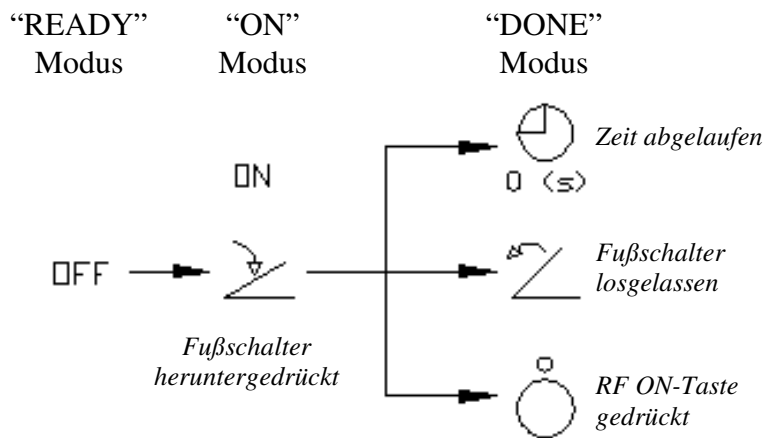 “READY”
Modus
“ON”
Modus
“DONE”
Modus
OFF
ON
Fußschalter
heruntergedrückt
0 (s)
Zeit abgelaufen
Fußschalter
losgelassen
RF ON-Taste
gedrückt